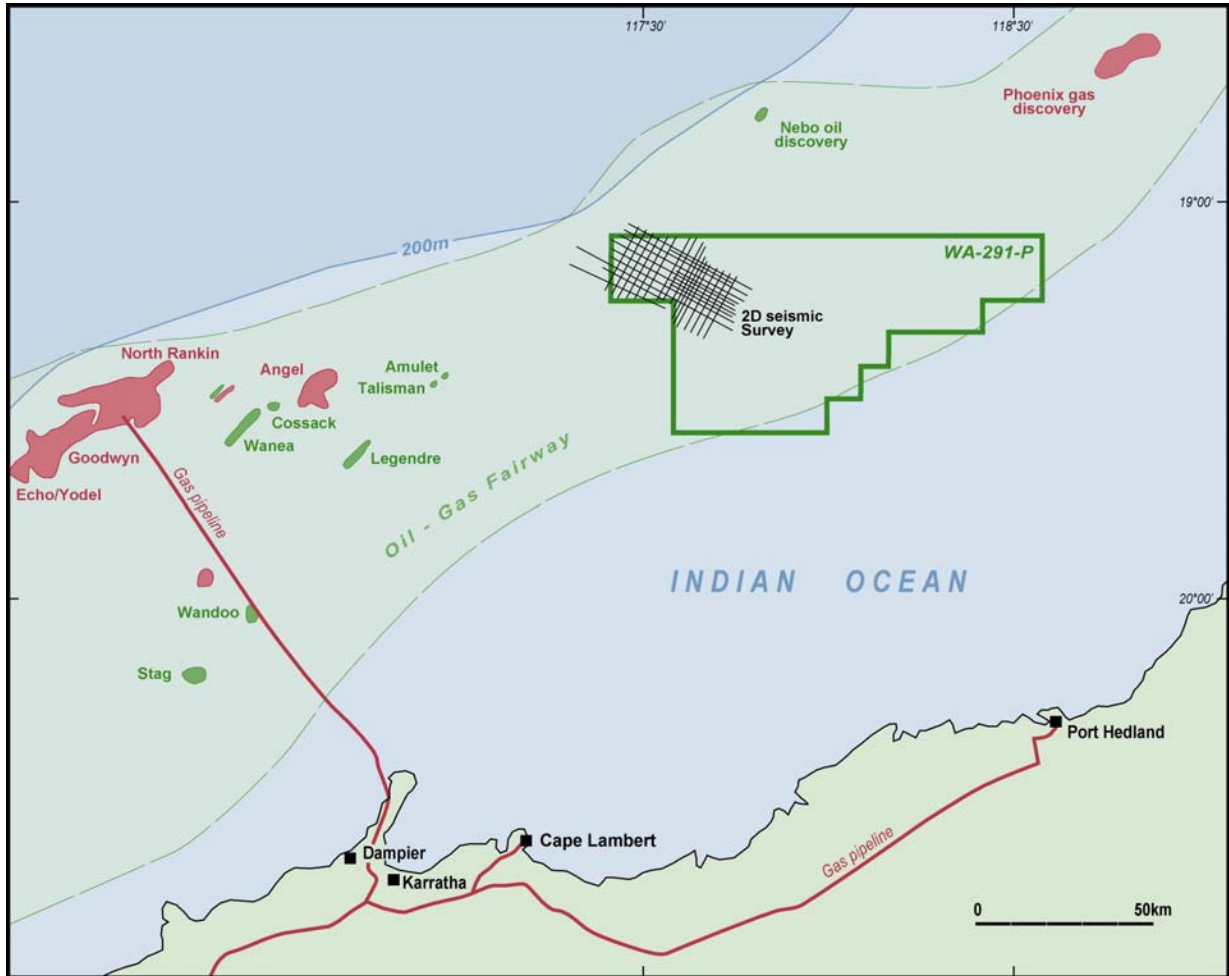 117°30'
118°30'
Phoenix gas
discovery
Nebo oil
discovery
19°00'
200m
WA-291-P
2D seismic
Survey
North Rankin
Angel
Amulet
Talisman
Cossack
Wanea
Legendre
Goodwyn
Echo/Yodel
Gas pipeline
Oil - Gas Fairway
INDIAN OCEAN
20°00'
Wandoo
Stag
Port Hedland
Cape Lambert
Dampier
Karratha
Gas pipeline
0 50km